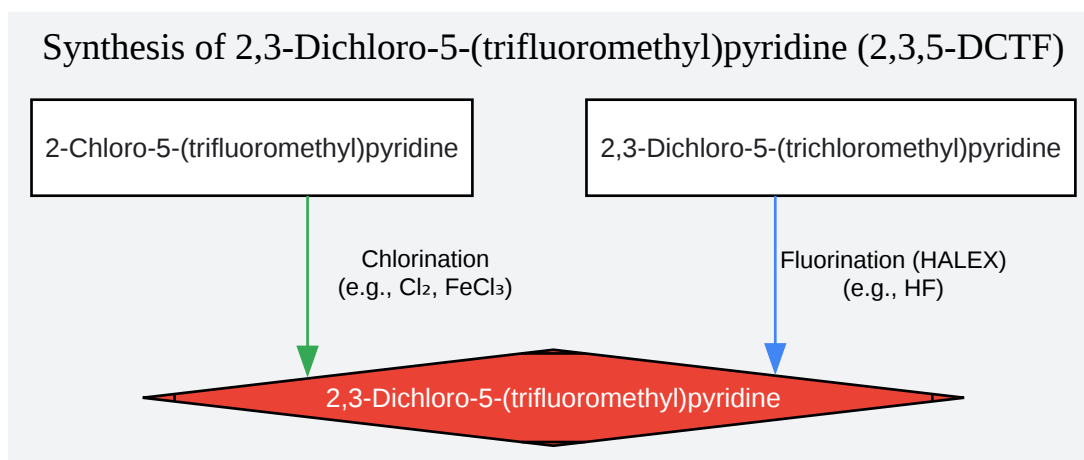 Synthesis of 2,3-Dichloro-5-(trifluoromethyl)pyridine (2,3,5-DCTF)
2-Chloro-5-(trifluoromethyl)pyridine
2,3-Dichloro-5-(trichloromethyl)pyridine
Chlorination
(e.g., Cl₂, FeCl₃)
Fluorination (HALEX)
(e.g., HF)
2,3-Dichloro-5-(trifluoromethyl)pyridine